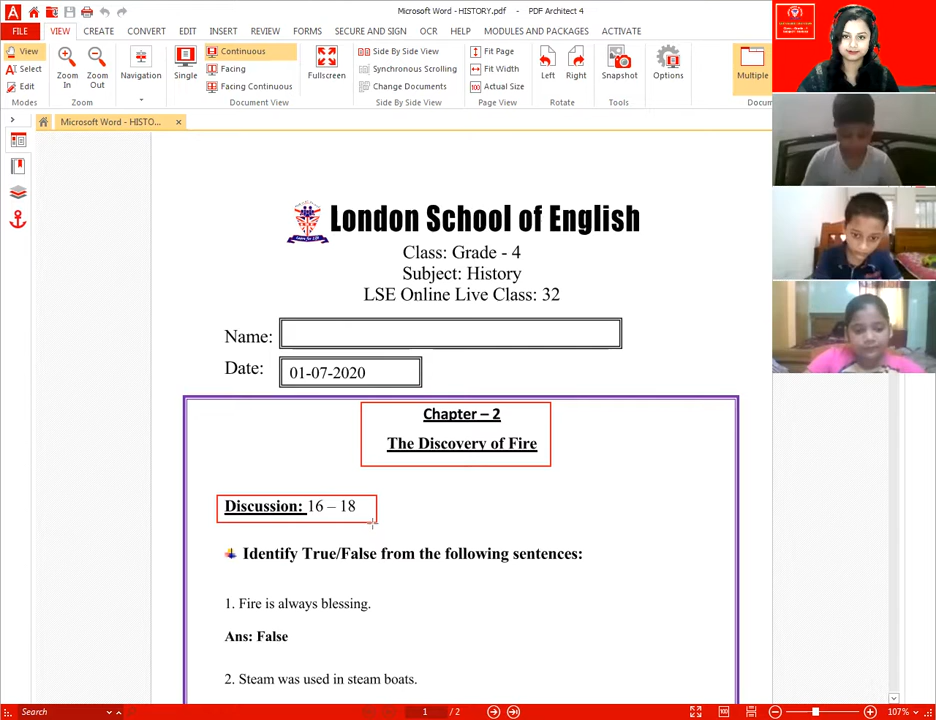 Microsoft Word - HISTORY.pdf - PDF Architect 4
FILE VIEW CREATE CONVERT EDIT INSERT REVIEW FORMS SECURE AND SIGN OCR HELP MODULES AND PACKAGES ACTIVATE
View
Select
Edit
Modes
Zoom In
Zoom Out
Zoom
Navigation
Single
Continuous
Facing
Facing Continuous
Document View
Fullscreen
Side By Side View
Synchronous Scrolling
Change Documents
Side By Side View
Fit Page
Fit Width
100 Actual Size
Page View
Left
Right
Rotate
Snapshot
Tools
Options
Multiple
Docum
Microsoft Word - HISTO...
London School of English
Class: Grade - 4
Subject: History
LSE Online Live Class: 32
Name:
Date: 01-07-2020
Chapter – 2
The Discovery of Fire
Discussion: 16 – 18
Identify True/False from the following sentences:
1. Fire is always blessing.
Ans: False
2. Steam was used in steam boats.
Search
1 / 2
107%